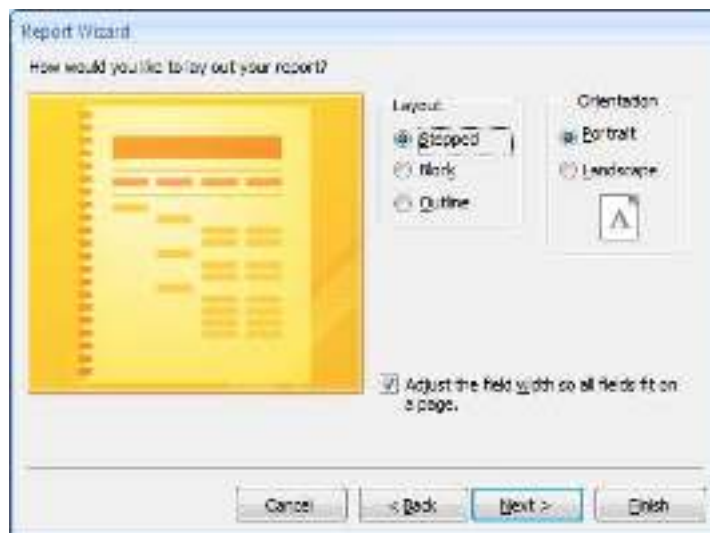 Report Wizard
How would you like to lay out your report?
Layout
Stepped
Block
Outline
Orientation
Portrait
Landscape
A
Adjust the field width so all fields fit on
a page.
Cancel
< Back
Next >
Finish